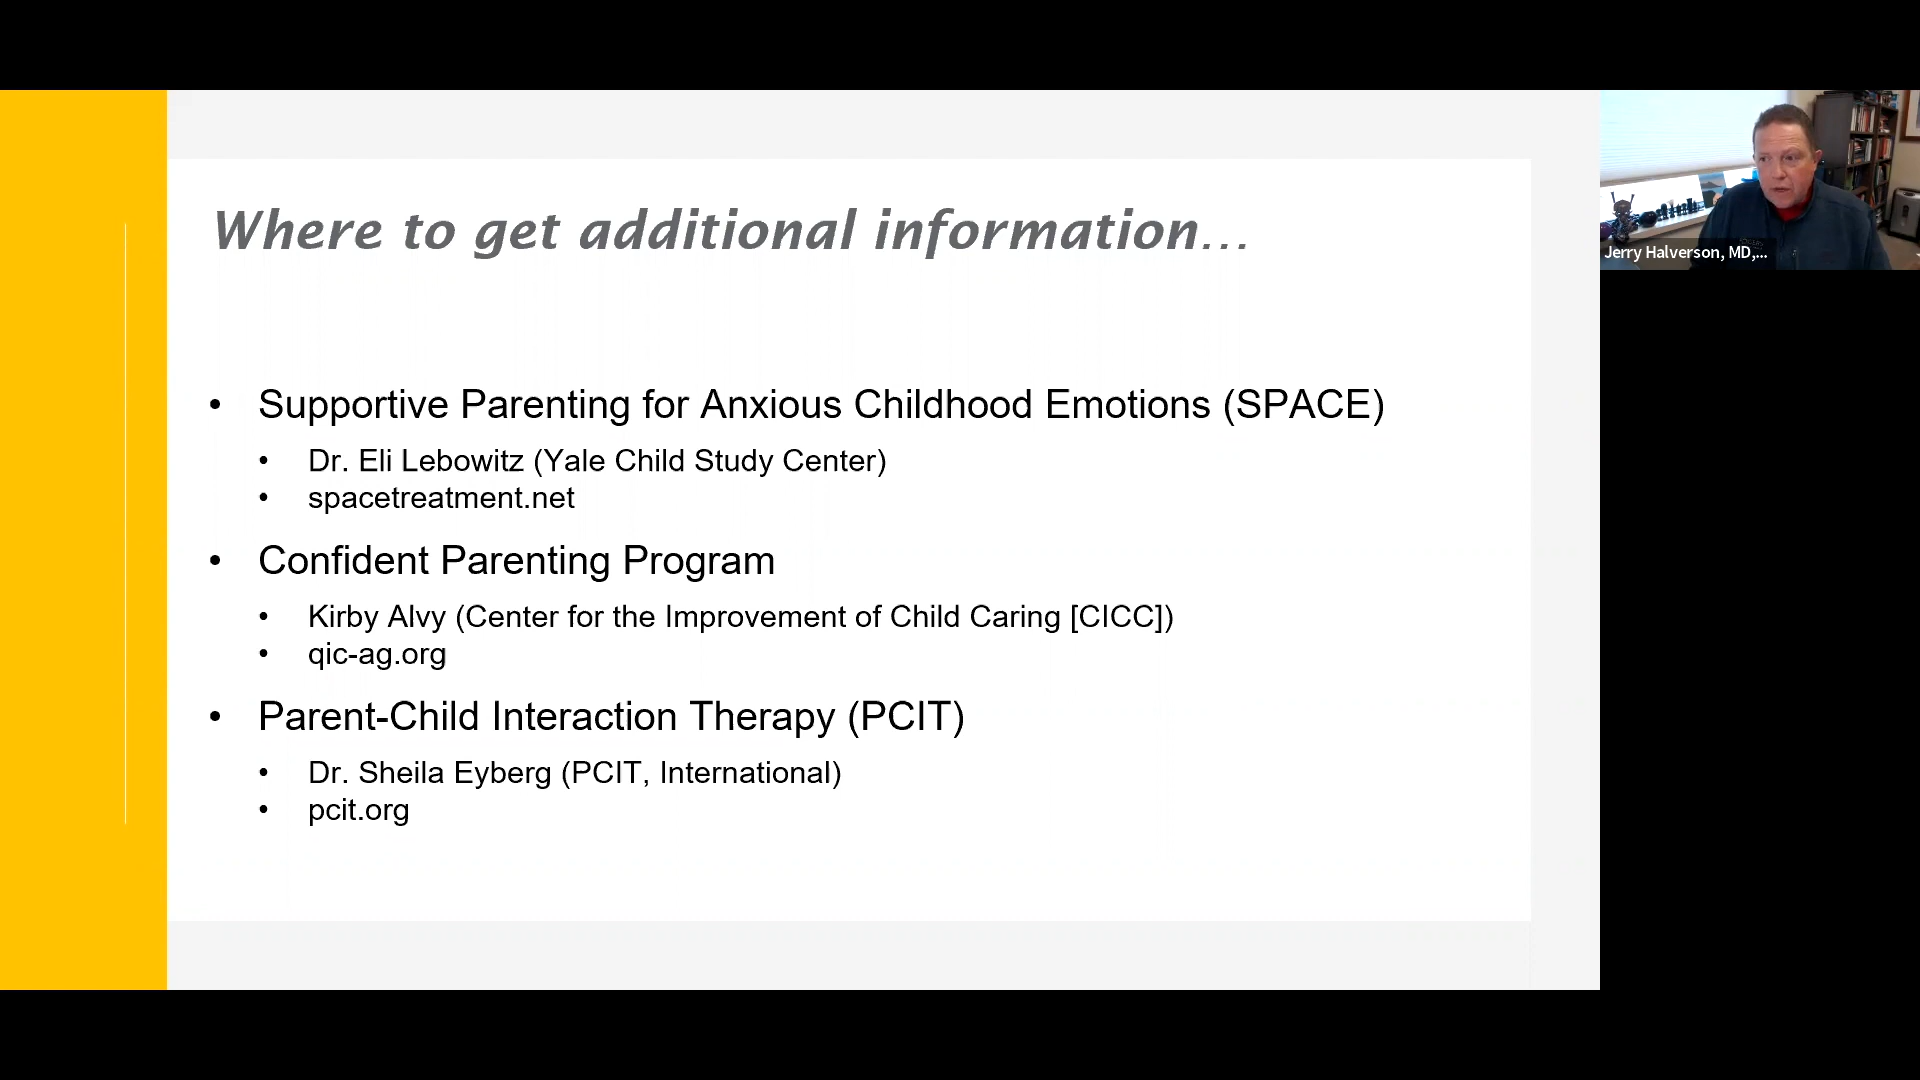 Where to get additional information…
• Supportive Parenting for Anxious Childhood Emotions (SPACE)
• Dr. Eli Lebowitz (Yale Child Study Center)
• spacetreatment.net
• Confident Parenting Program
• Kirby Alvy (Center for the Improvement of Child Caring [CICC])
• qic-ag.org
• Parent-Child Interaction Therapy (PCIT)
• Dr. Sheila Eyberg (PCIT, International)
• pcit.org
Jerry Halverson, MD,...